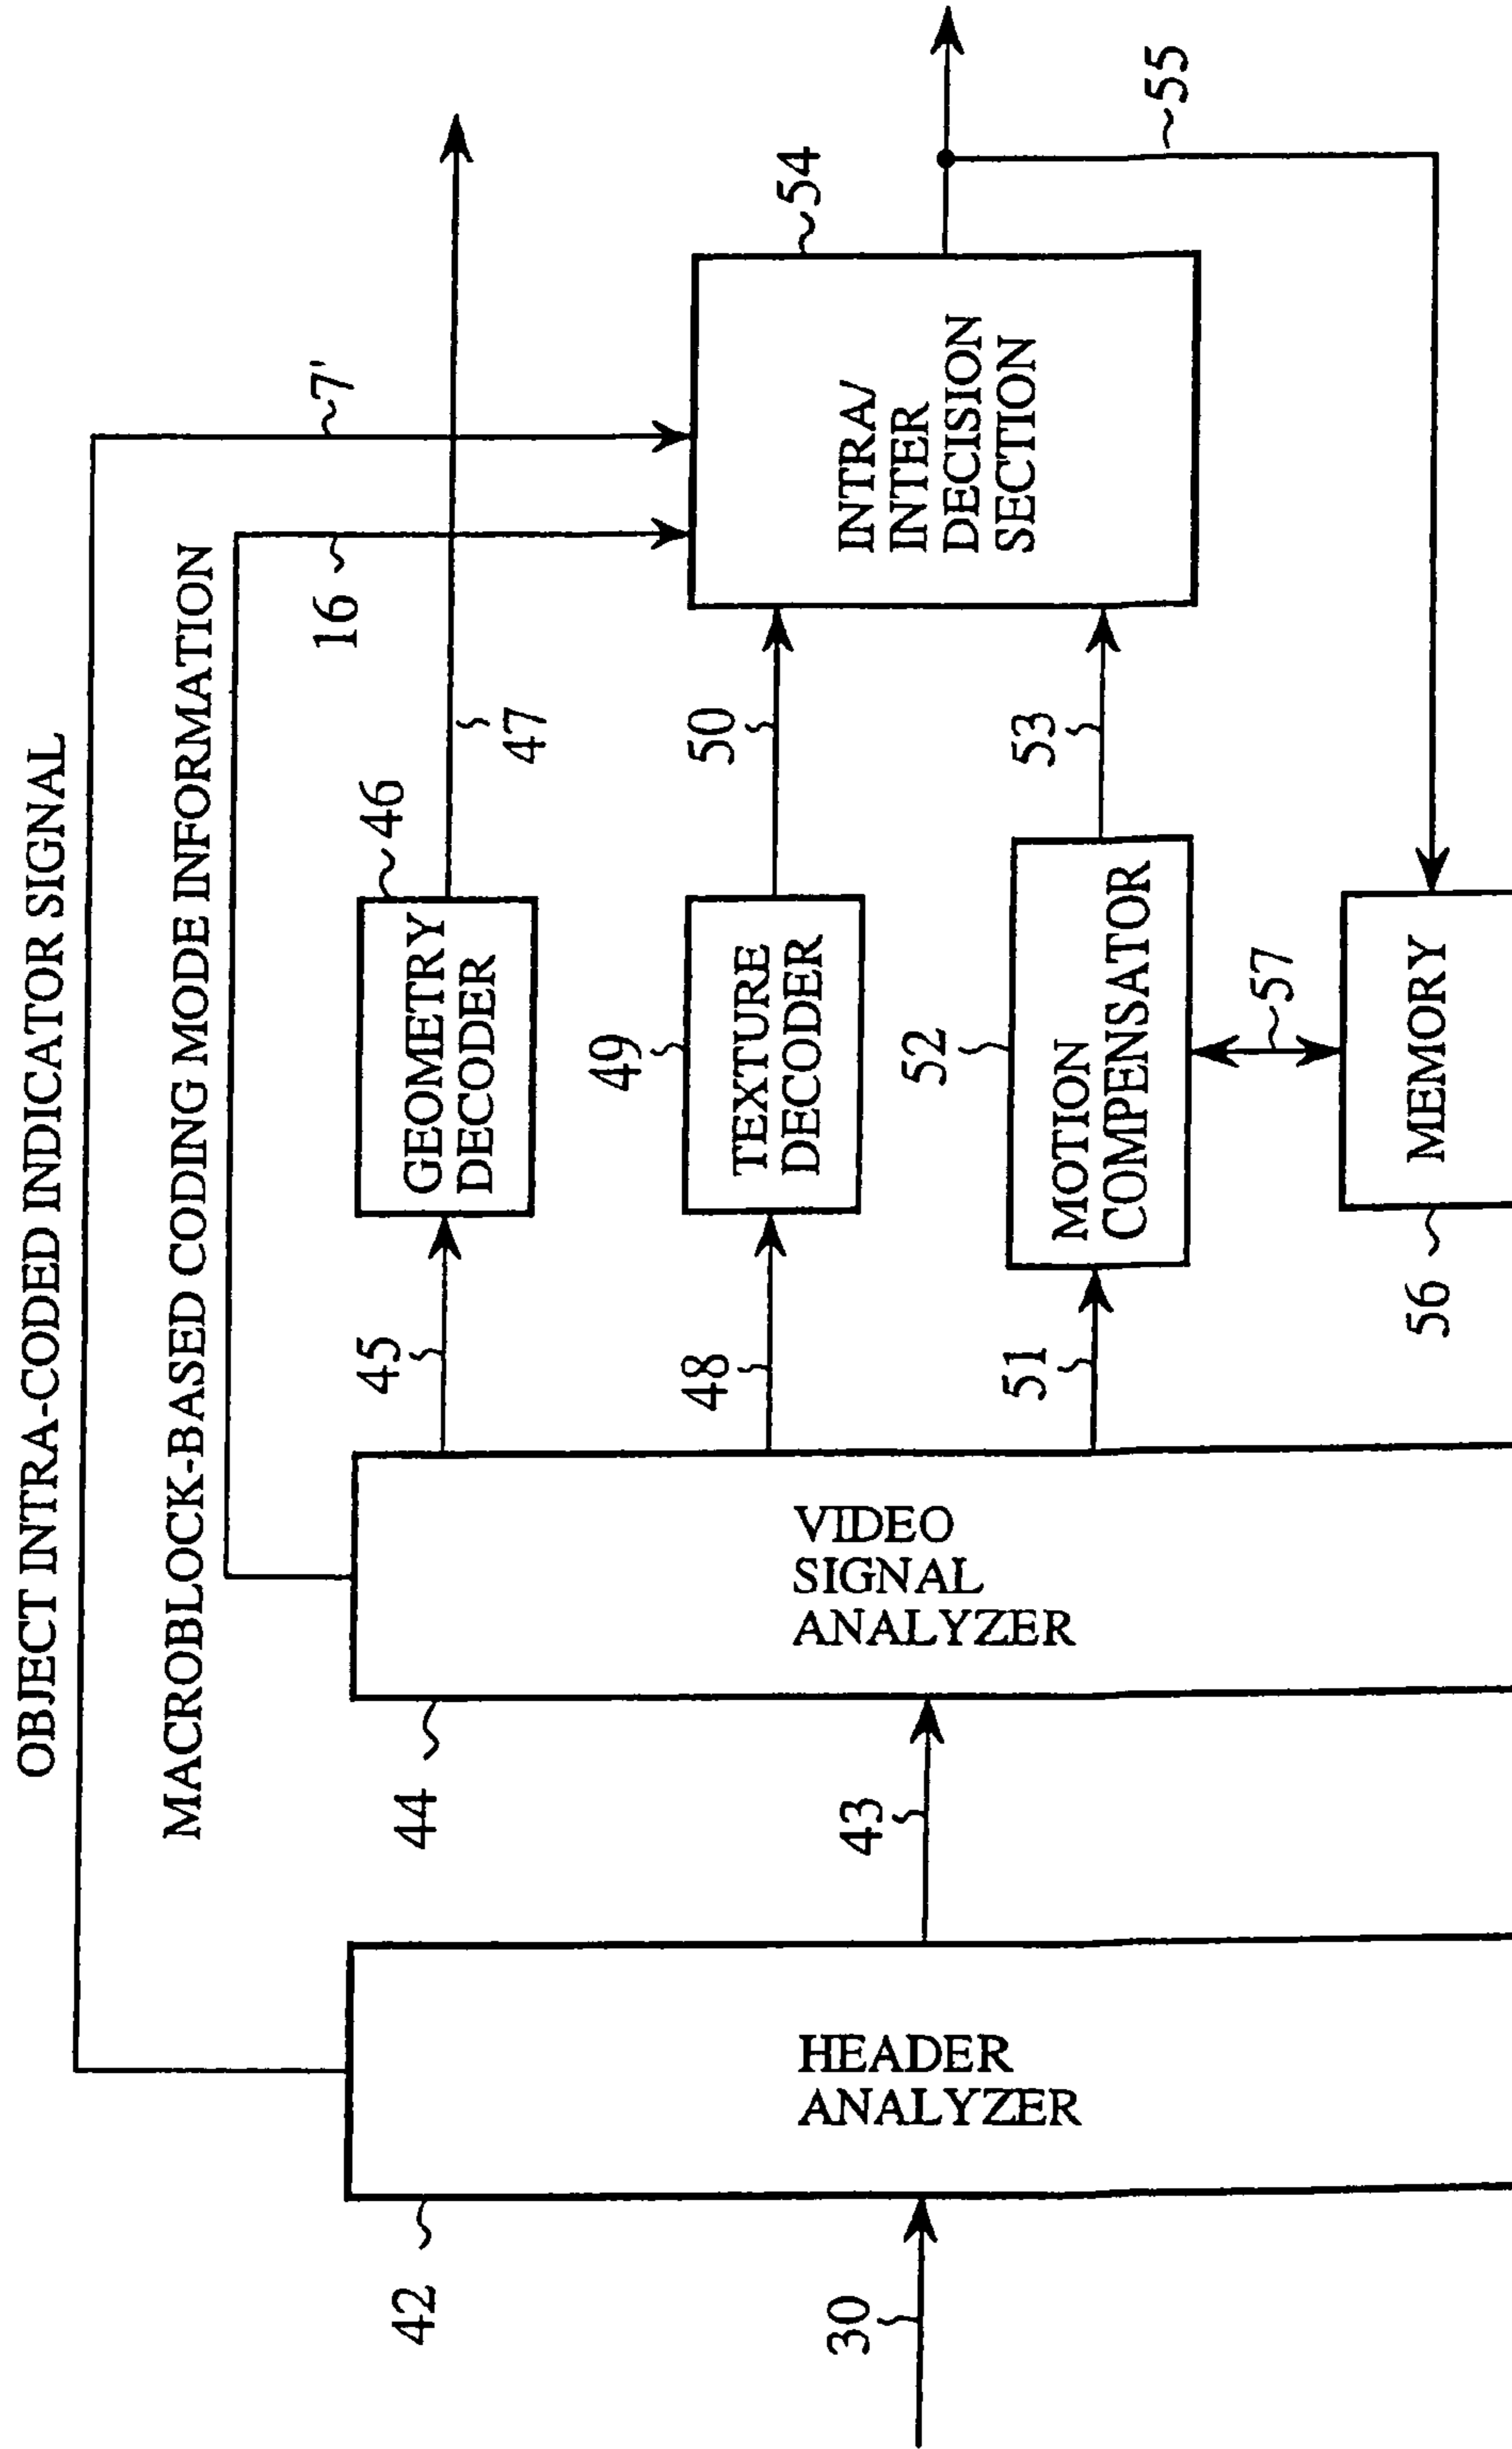 OBJECT INTRA-CODED INDICATOR SIGNAL
MACROBLOCK-BASED CODING MODE INFORMATION
7'
16
42
44
45
46
GEOMETRY
DECODER
47
48
49
TEXTURE
DECODER
50
54
INTRA/
INTER
DECISION
SECTION
30
HEADER
ANALYZER
43
VIDEO
SIGNAL
ANALYZER
51
52
MOTION
COMPENSATOR
53
55
57
56
MEMORY